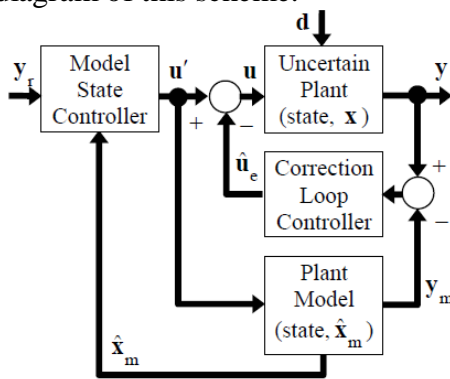 diagram of this scheme.
d
y_r
Model
State
Controller
u′
u
Uncertain
Plant
(state, x)
y
+
−
û_e
Correction
Loop
Controller
+
−
Plant
Model
(state, x̂_m)
y_m
x̂_m